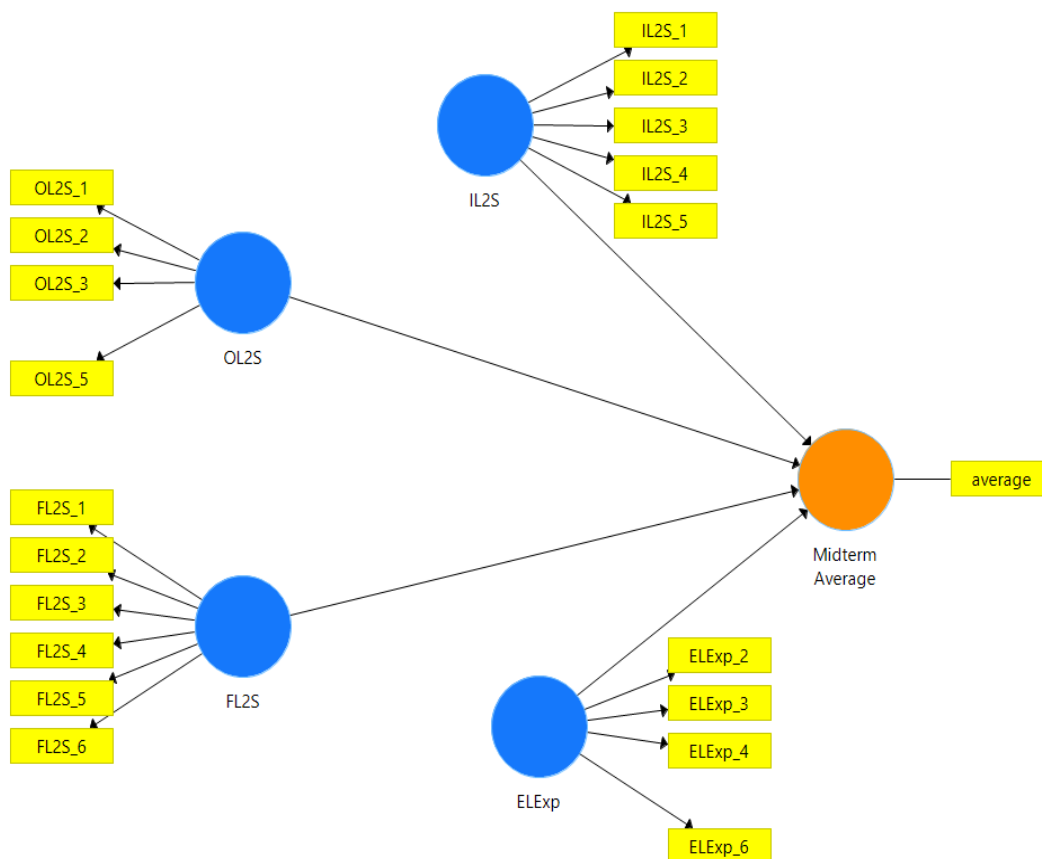 IL2S_1
IL2S_2
IL2S_3
IL2S_4
IL2S_5
IL2S
OL2S_1
OL2S_2
OL2S_3
OL2S_5
OL2S
FL2S_1
FL2S_2
FL2S_3
FL2S_4
FL2S_5
FL2S_6
FL2S
average
Midterm
Average
ELExp_2
ELExp_3
ELExp_4
ELExp_6
ELExp